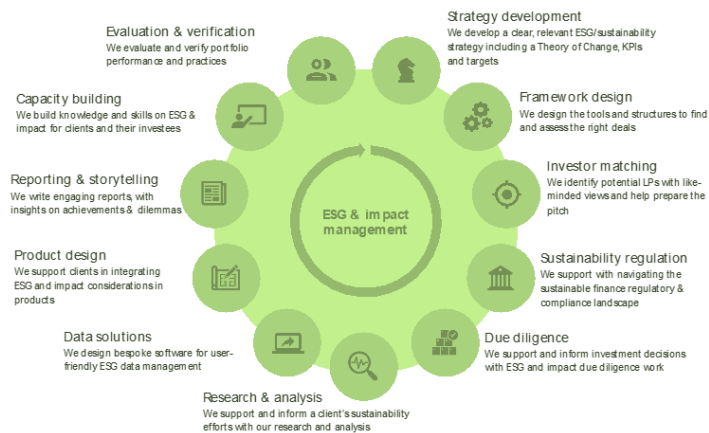 Strategy development
We develop a clear, relevant ESG/sustainability
strategy including a Theory of Change, KPIs
and targets
Framework design
We design the tools and structures to find
and assess the right deals
Investor matching
We identify potential LPs with like-
minded views and help prepare the
pitch
Sustainability regulation
We support with navigating the
sustainable finance regulatory &
compliance landscape
Due diligence
We support and inform investment decisions
with ESG and impact due diligence work
Research & analysis
We support and inform a client's sustainability
efforts with our research and analysis
Data solutions
We design bespoke software for user-
friendly ESG data management
Product design
We support clients in integrating
ESG and impact considerations in
products
Reporting & storytelling
We write engaging reports, with
insights on achievements & dilemmas
Capacity building
We build knowledge and skills on ESG &
impact for clients and their investees
Evaluation & verification
We evaluate and verify portfolio
performance and practices
ESG & impact
management